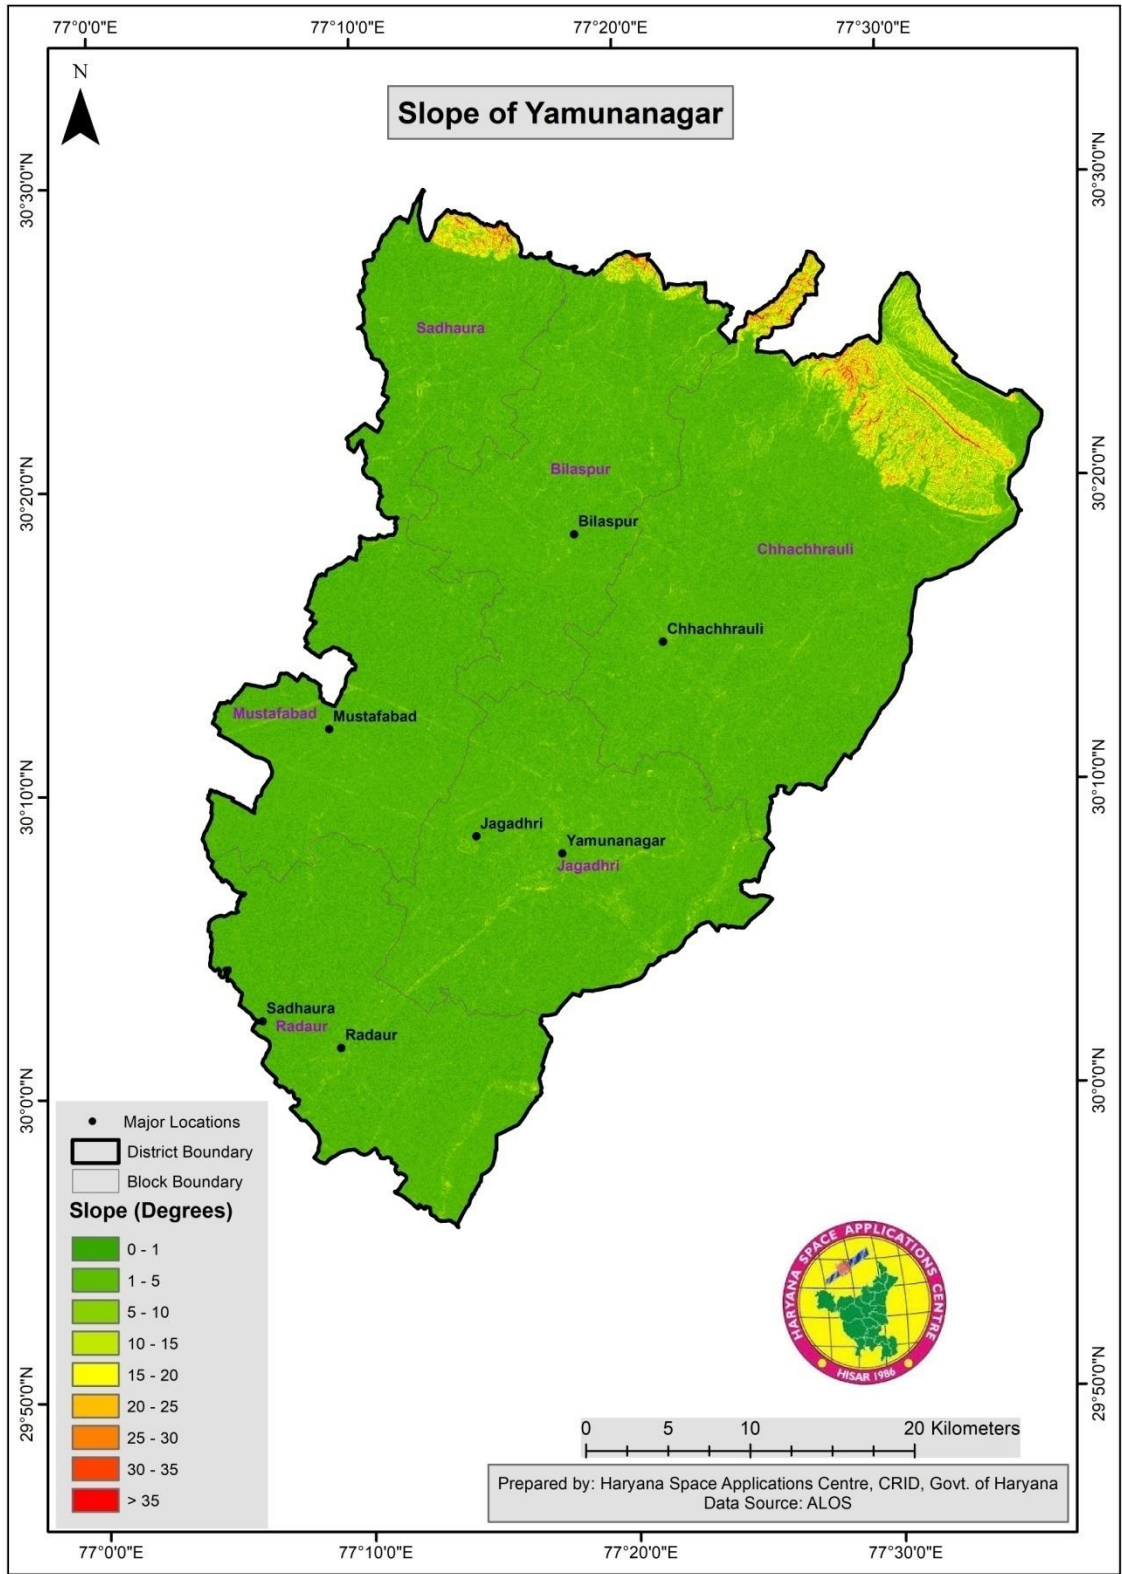 77°0'0"E 77°10'0"E 77°20'0"E 77°30'0"E
N
Slope of Yamunanagar
30°30'0"N
30°30'0"N
Sadhaura
Bilaspur
30°20'0"N
30°20'0"N
Bilaspur
Chhachhrauli
Chhachhrauli
Mustafabad
Mustafabad
30°10'0"N
30°10'0"N
Jagadhri
Yamunanagar
Jagadhri
Sadhaura
Radaur
Radaur
30°0'0"N
30°0'0"N
Major Locations
District Boundary
Block Boundary
Slope (Degrees)
0 - 1
1 - 5
5 - 10
10 - 15
15 - 20
20 - 25
25 - 30
30 - 35
> 35
HARYANA SPACE APPLICATIONS CENTRE
HISAR 1986
29°50'0"N
29°50'0"N
0 5 10 20 Kilometers
Prepared by: Haryana Space Applications Centre, CRID, Govt. of Haryana
Data Source: ALOS
77°0'0"E 77°10'0"E 77°20'0"E 77°30'0"E